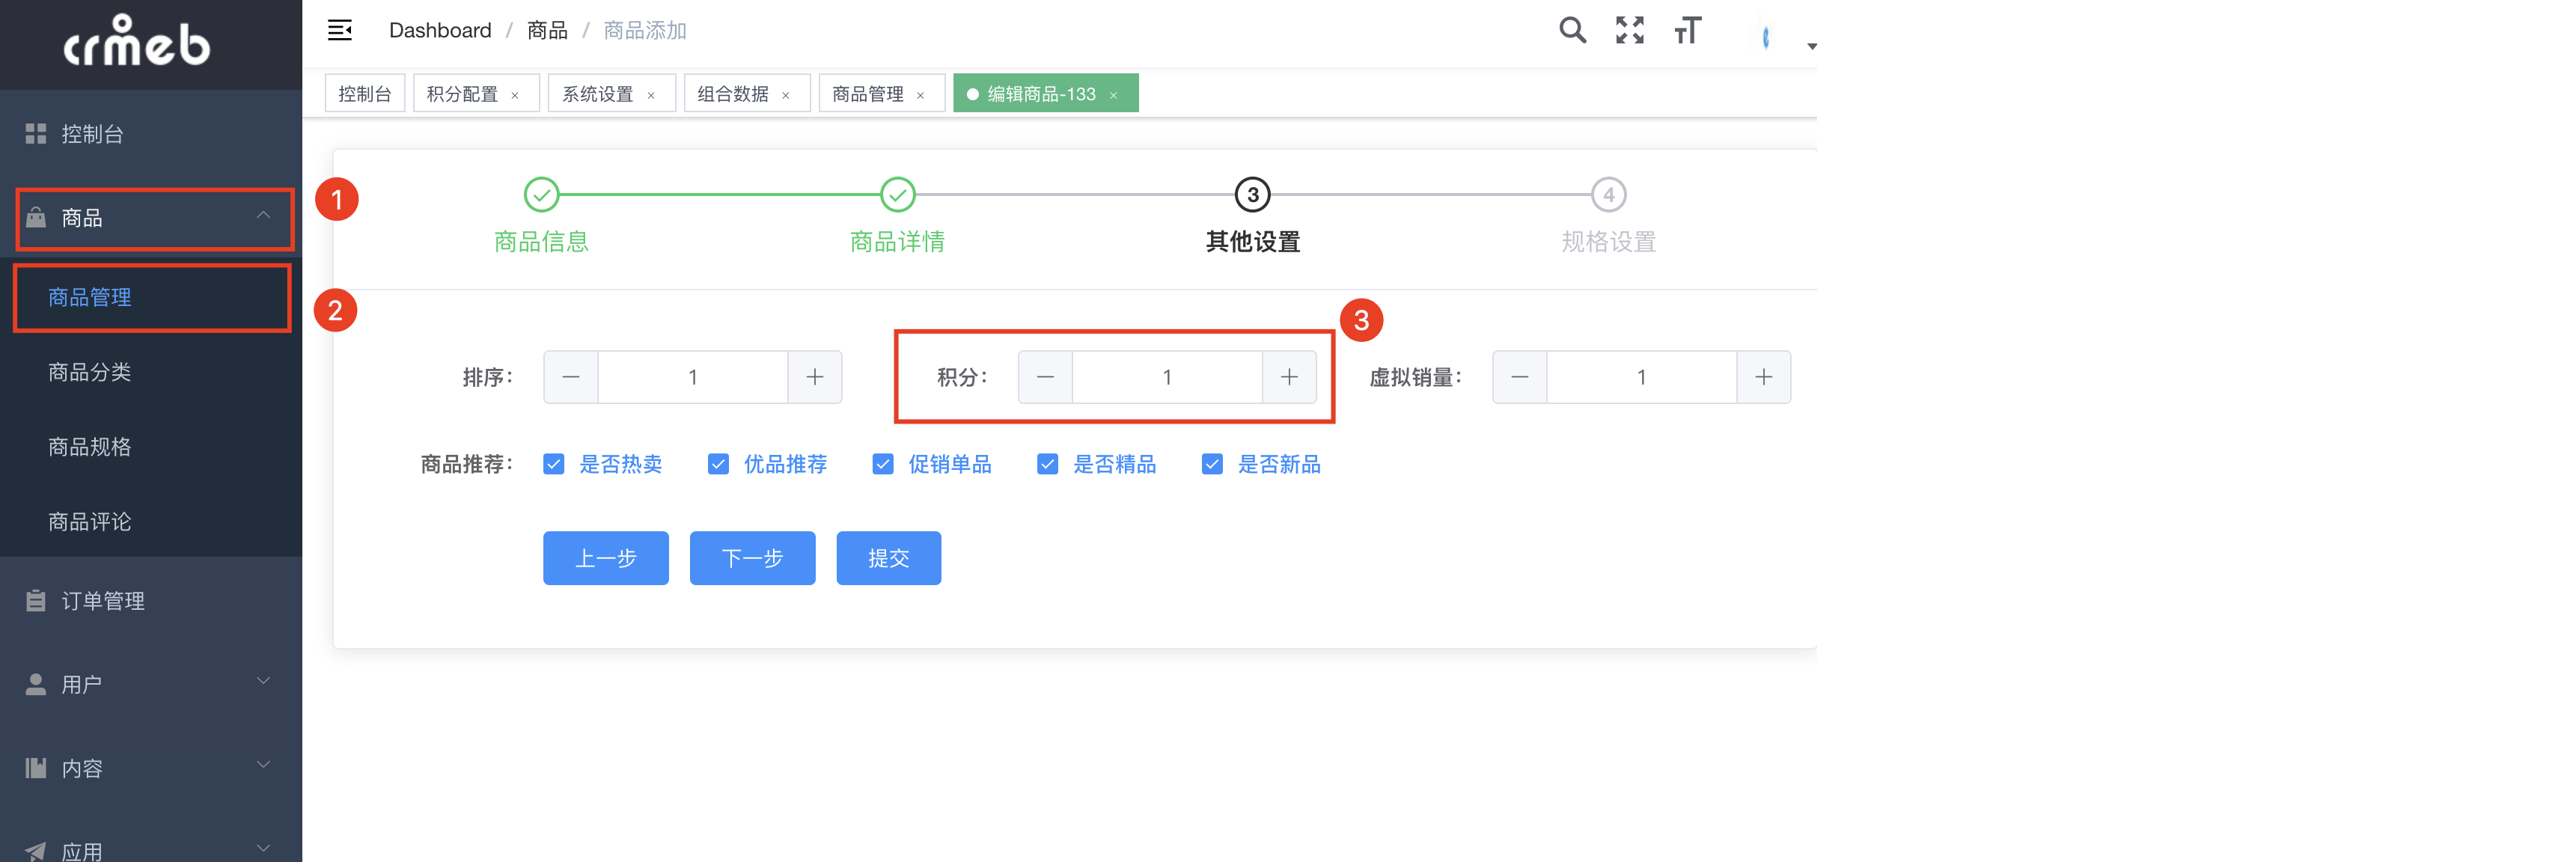 crmeb
Dashboard / 商品 / 商品添加
控制台 积分配置 × 系统设置 × 组合数据 × 商品管理 × 编辑商品-133 ×
控制台
商品
商品管理
商品分类
商品规格
商品评论
订单管理
用户
内容
应用
1
2
3
3 4
商品信息 商品详情 其他设置 规格设置
排序: 1 积分: 1 虚拟销量: 1
商品推荐: 是否热卖 优品推荐 促销单品 是否精品 是否新品
上一步 下一步 提交